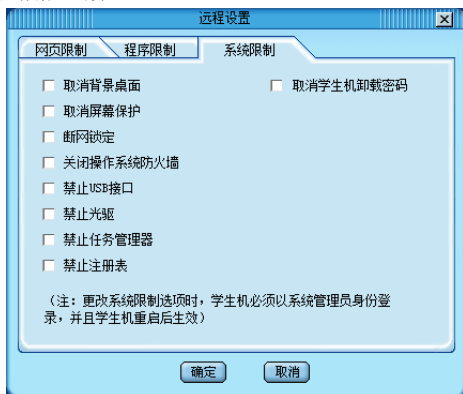 远程设置
网页限制 程序限制 系统限制
取消背景桌面 取消学生机卸载密码
取消屏幕保护
断网锁定
关闭操作系统防火墙
禁止USB接口
禁止光驱
禁止任务管理器
禁止注册表
（注：更改系统限制选项时，学生机必须以系统管理员身份登
录，并且学生机重启后生效）
确定 取消